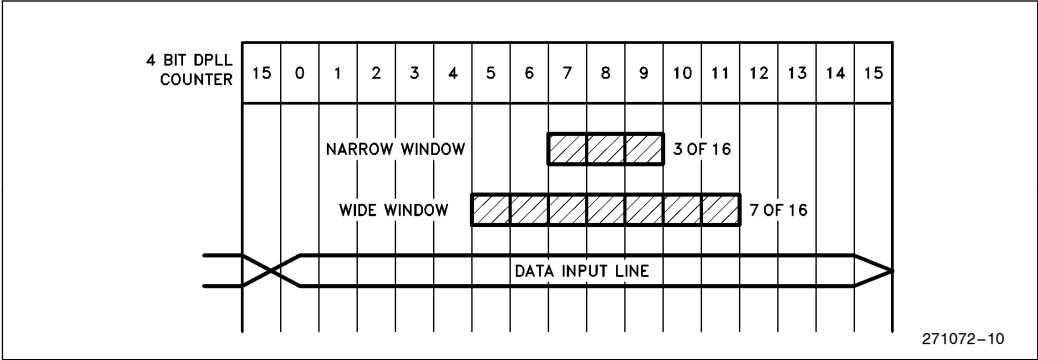 4 BIT DPLL
COUNTER
15 0 1 2 3 4 5 6 7 8 9 10 11 12 13 14 15
NARROW WINDOW 3 OF 16
WIDE WINDOW 7 OF 16
DATA INPUT LINE
271072–10